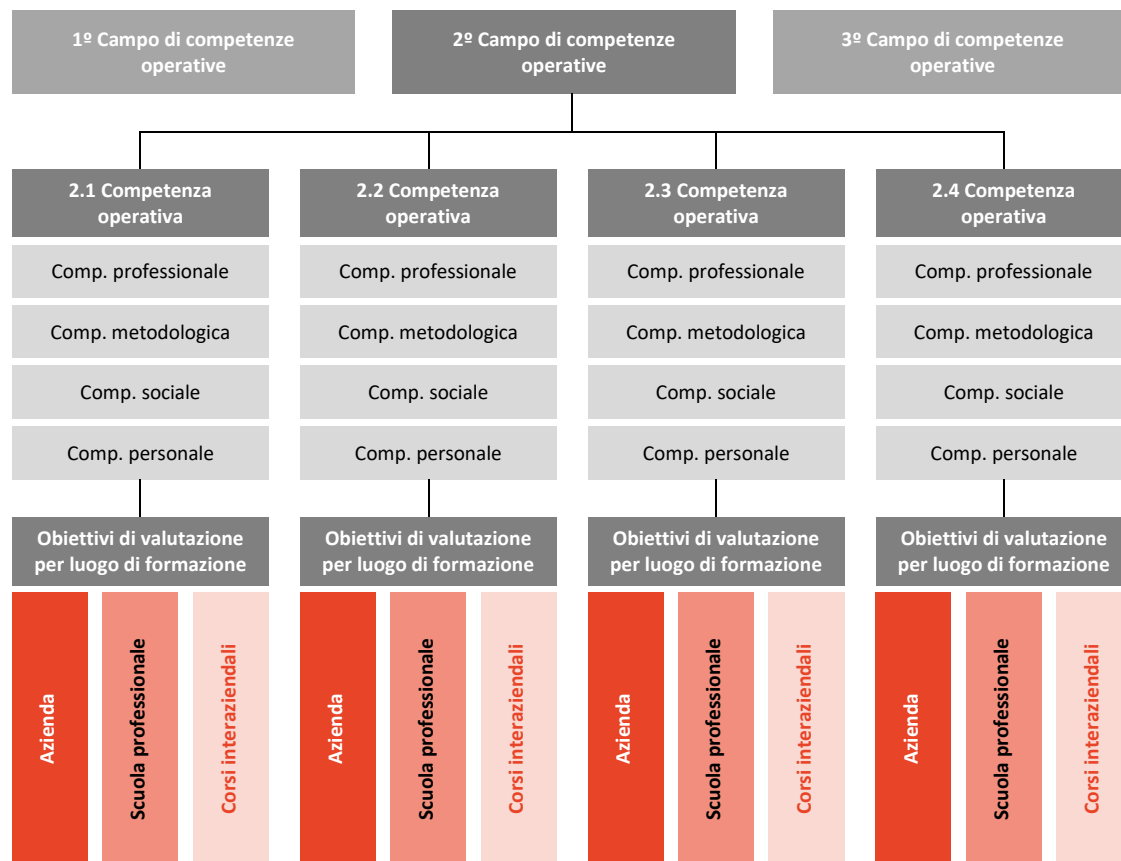 1º Campo di competenze
operative
2º Campo di competenze
operative
3º Campo di competenze
operative
2.1 Competenza
operativa
2.2 Competenza
operativa
2.3 Competenza
operativa
2.4 Competenza
operativa
Comp. professionale
Comp. professionale
Comp. professionale
Comp. professionale
Comp. metodologica
Comp. metodologica
Comp. metodologica
Comp. metodologica
Comp. sociale
Comp. sociale
Comp. sociale
Comp. sociale
Comp. personale
Comp. personale
Comp. personale
Comp. personale
Obiettivi di valutazione
per luogo di formazione
Obiettivi di valutazione
per luogo di formazione
Obiettivi di valutazione
per luogo di formazione
Obiettivi di valutazione
per luogo di formazione
Azienda
Scuola professionale
Corsi interaziendali
Azienda
Scuola professionale
Corsi interaziendali
Azienda
Scuola professionale
Corsi interaziendali
Azienda
Scuola professionale
Corsi interaziendali